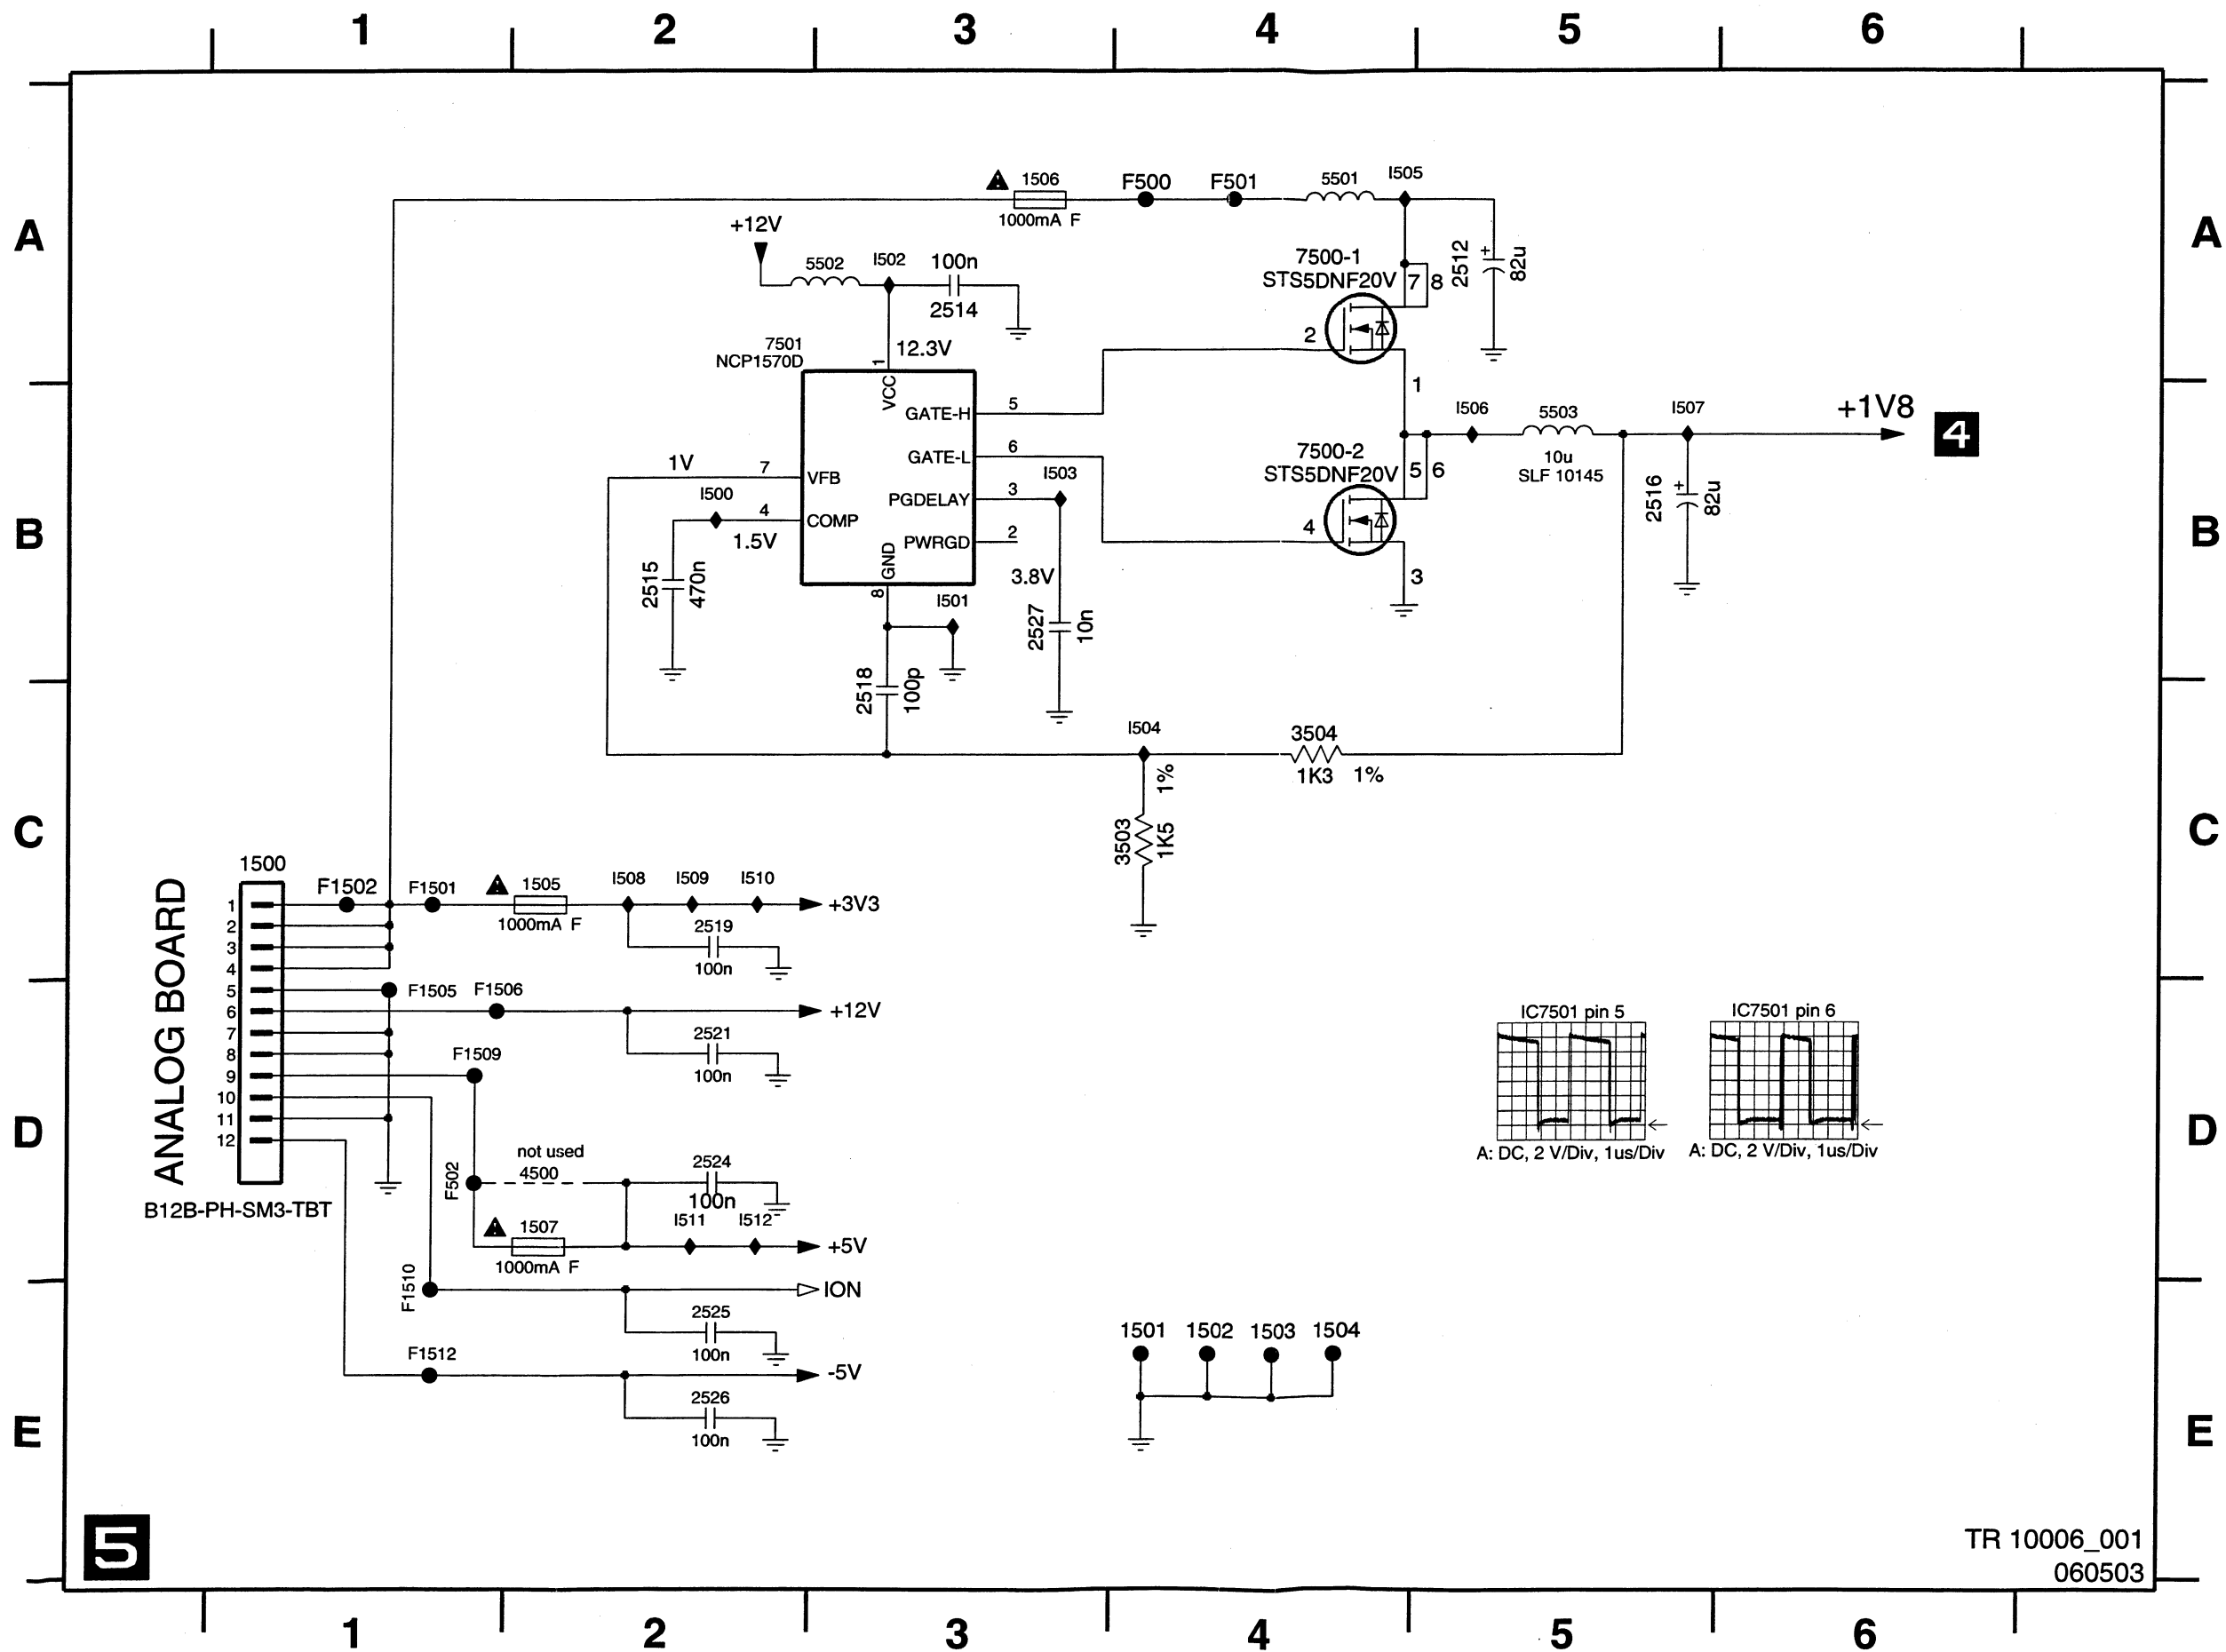 1 2 3 4 5 6
A A
1506 F500 F501 5501 I505
1000mA F
+12V
5502 I502 100n
2514
7500-1
STS5DNF20V
7 8
2512
+
82u
2
1
7501
NCP1570D
12.3V
1
VCC
GATE-H 5
GATE-L 6
PGDELAY 3
PWRGD 2
VFB 7
COMP 4
GND
8
1V
I500
1.5V
I503
3.8V
I501
B B
2515
470n
2527
10n
2518
100p
7500-2
STS5DNF20V
5 6
4
3
I506 5503 I507
10u
SLF 10145
+1V8 4
2516
+
82u
I504
1%
3504
1K3 1%
3503
1K5
C C
ANALOG BOARD
1500
1
2
3
4
5
6
7
8
9
10
11
12
B12B-PH-SM3-TBT
F1502 F1501 1505 I508 I509 I510 +3V3
1000mA F
2519
100n
F1505 F1506 +12V
2521
100n
F1509
D D
IC7501 pin 5
A: DC, 2 V/Div, 1us/Div
IC7501 pin 6
A: DC, 2 V/Div, 1us/Div
not used
F502 4500
2524
100n
1507 I511 I512 +5V
1000mA F
F1510 ION
2525
100n
F1512 -5V
2526
100n
1501 1502 1503 1504
E E
5
TR 10006_001
060503
1 2 3 4 5 6